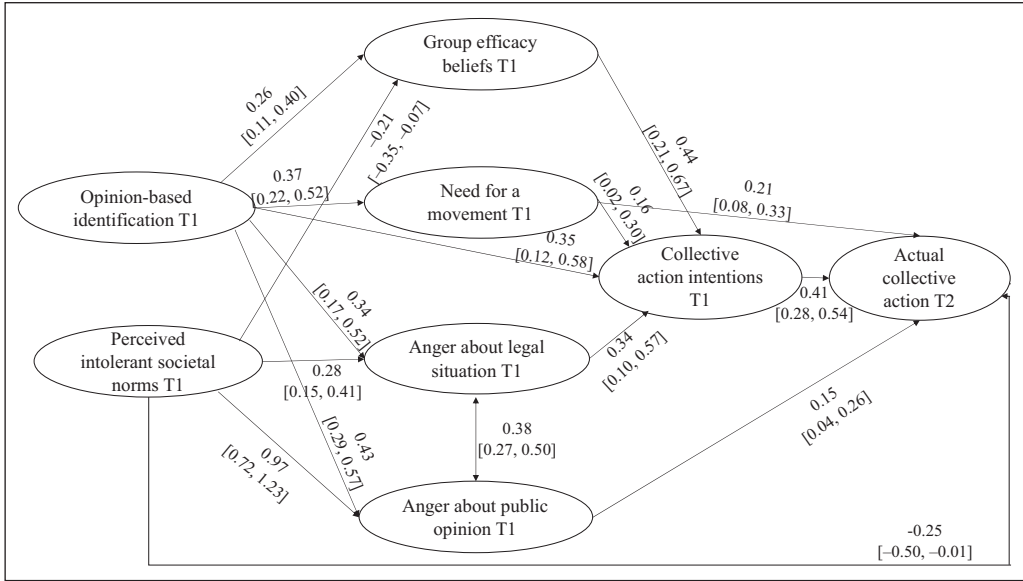 Group efficacy
beliefs T1
0.26
[0.11, 0.40]
–0.21
[–0.35, –0.07]
0.44
[0.21, 0.67]
0.37
[0.22, 0.52]
Opinion-based
identification T1
Need for a
movement T1
0.16
[0.02, 0.30]
0.21
[0.08, 0.33]
0.35
[0.12, 0.58]
Collective
action intentions
T1
Actual
collective
action T2
0.41
[0.28, 0.54]
0.34
[0.17, 0.52]
Perceived
intolerant societal
norms T1
0.28
[0.15, 0.41]
Anger about legal
situation T1
0.34
[0.10, 0.57]
0.15
[0.04, 0.26]
0.43
[0.29, 0.57]
0.38
[0.27, 0.50]
0.97
[0.72, 1.23]
Anger about public
opinion T1
-0.25
[–0.50, –0.01]